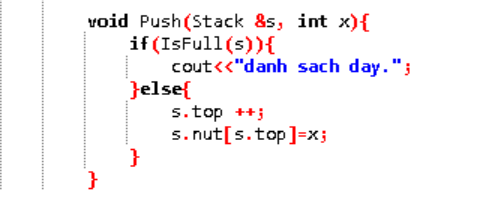 void Push(Stack &s, int x){
if(IsFull(s)){
cout<<"danh sach day.";
}else{
s.top ++;
s.nut[s.top]=x;
}
}